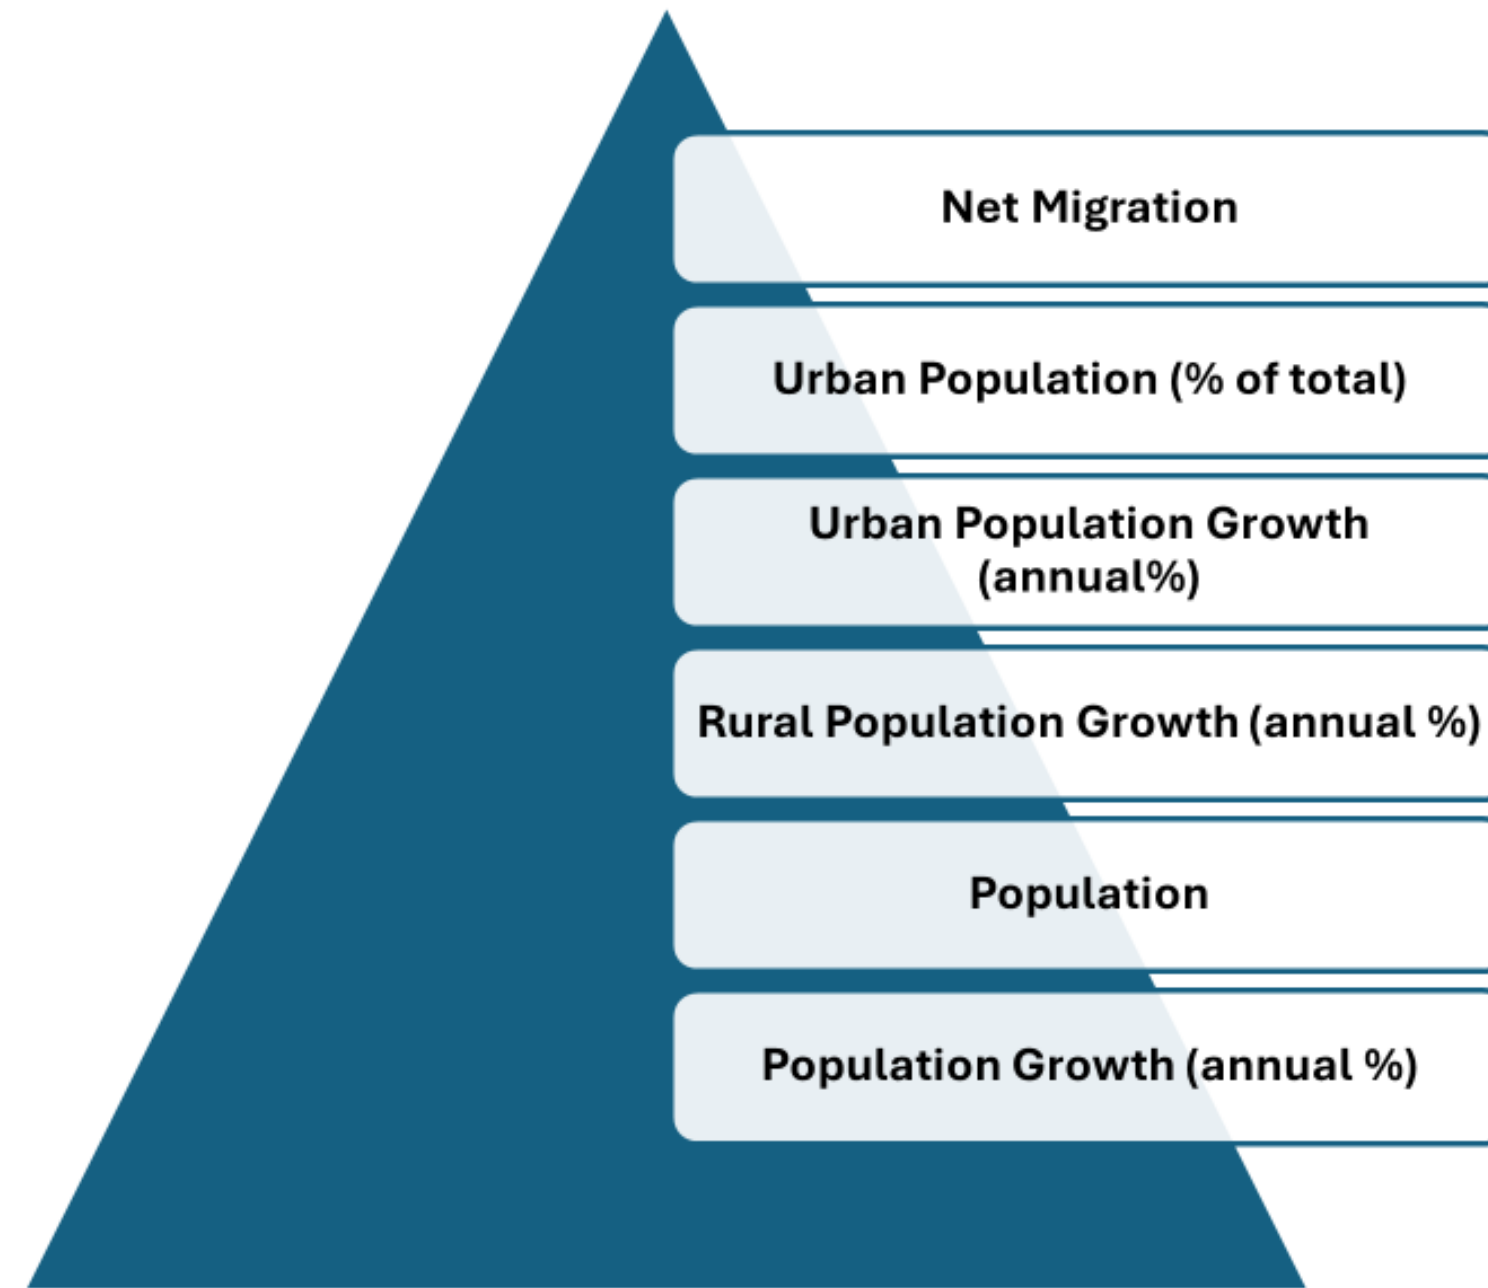 Net Migration
Urban Population (% of total)
Urban Population Growth
(annual%)
Rural Population Growth (annual %)
Population
Population Growth (annual %)